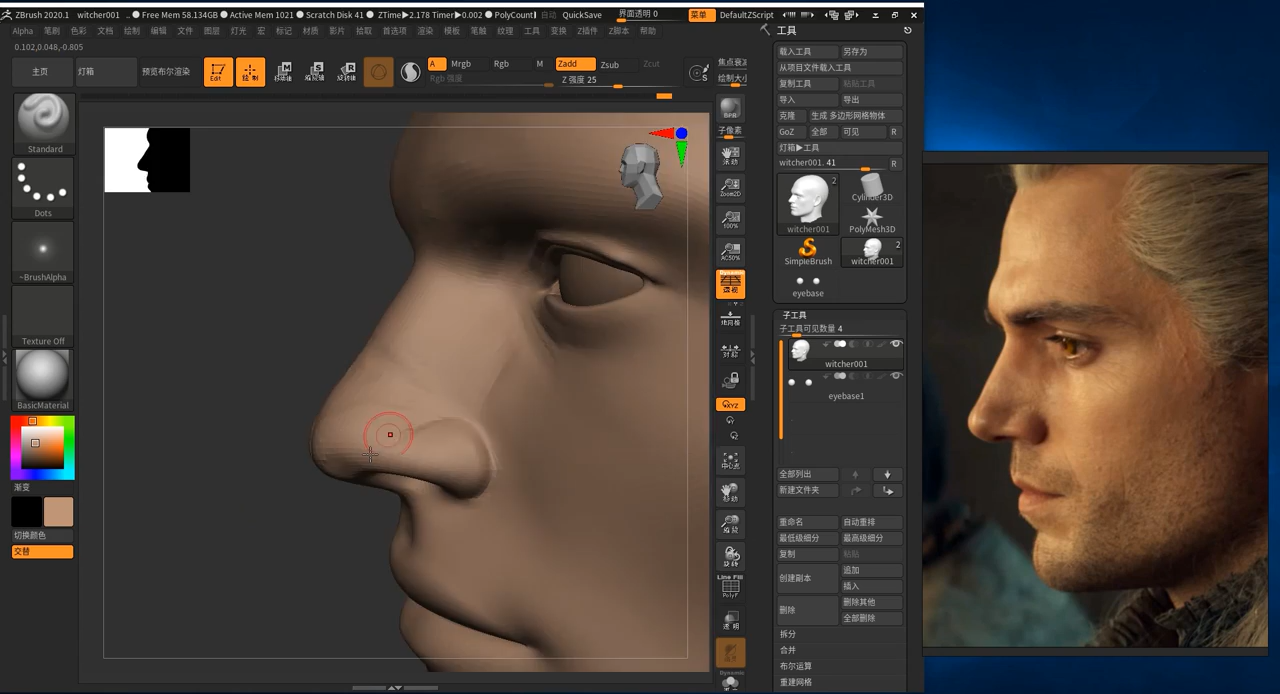 ZBrush 2020.1 witcher001 .. ● Free Mem 58.134GB ● Active Mem 1021 ● Scratch Disk 41 ● ZTime▶2.178 Timer▶0.002 ● PolyCount▶ 自动 QuickSave 界面透明 0 菜单 DefaultZScript
Alpha 笔刷 色彩 文档 绘制 编辑 文件 图层 灯光 宏 标记 材质 影片 拾取 首选项 渲染 模板 笔触 纹理 工具 变换 Z插件 Z脚本 帮助
0.102,0.048,-0.805
主页 灯箱 预览布尔渲染 Edit 绘制 A Mrgb Rgb M Zadd Zsub Zcut 焦点衰减
Rgb 强度 Z 强度 25 绘制大小
Standard
Dots
~BrushAlpha
Texture Off
BasicMaterial
渐变
切换颜色
交替
BPR
子像素
滚动
Zoom2D
100%
AC50%
Dynamic
透视
地网格
对称
XYZ
中心点
移动
缩放
旋转
Line Fill
PolyF
透明
Dynamic
工具
载入工具 另存为
从项目文件载入工具
复制工具 粘贴工具
导入 导出
克隆 生成 多边形网格物体
GoZ 全部 可见 R
灯箱▶工具
witcher001. 41 R
2
witcher001
Cylinder3D
PolyMesh3D
SimpleBrush
2
witcher001
eyebase
子工具
子工具可见数量 4
witcher001
eyebase1
全部列出
新建文件夹
重命名 自动重排
最低级细分 最高级细分
复制 粘贴
创建副本 追加
插入
删除 删除其他
全部删除
拆分
合并
布尔运算
重建网格